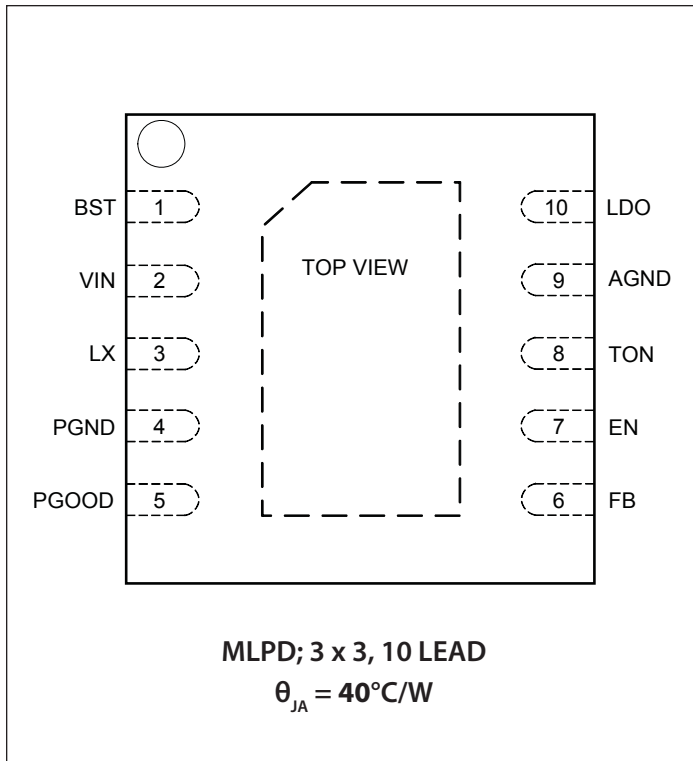 BST 1
VIN 2
LX 3
PGND 4
PGOOD 5
TOP VIEW
10 LDO
9 AGND
8 TON
7 EN
6 FB
MLPD; 3 x 3, 10 LEAD
θJA = 40°C/W